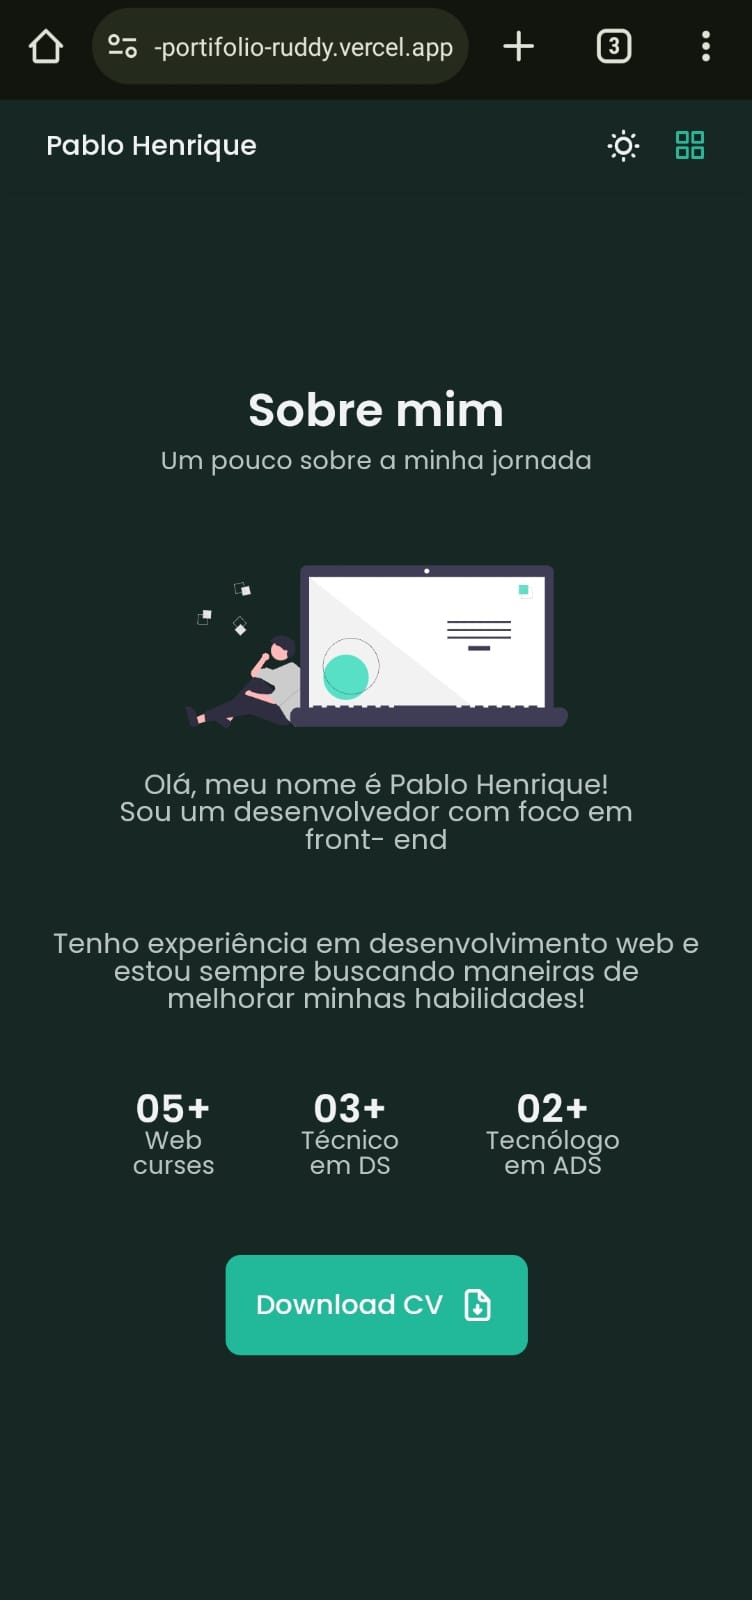 -portifolio-ruddy.vercel.app
3
Pablo Henrique
Sobre mim
Um pouco sobre a minha jornada
Olá, meu nome é Pablo Henrique!
Sou um desenvolvedor com foco em
front- end
Tenho experiência em desenvolvimento web e
estou sempre buscando maneiras de
melhorar minhas habilidades!
05+
Web
curses
03+
Técnico
em DS
02+
Tecnólogo
em ADS
Download CV